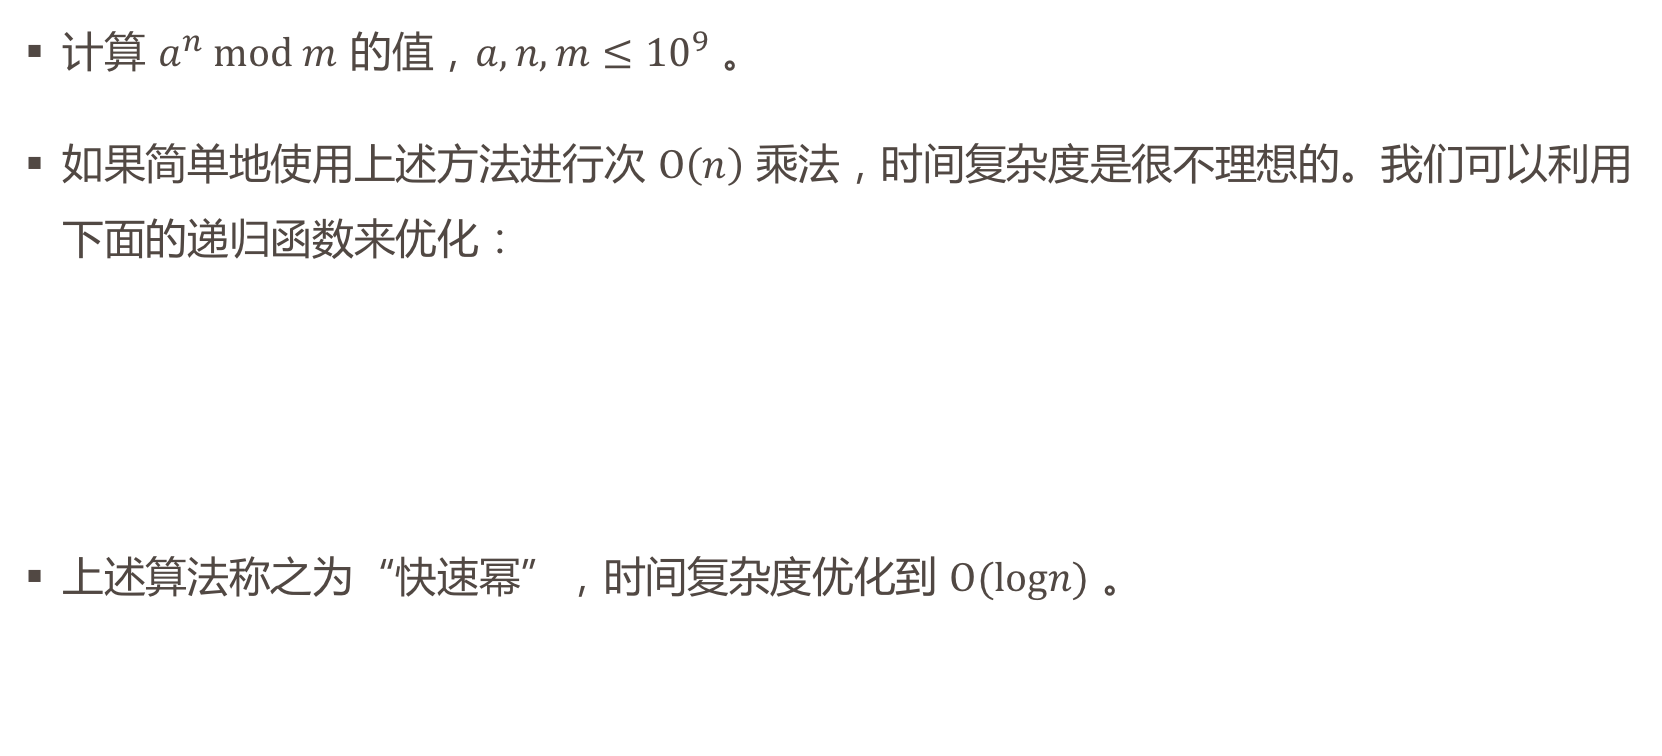 ▪ 计算 aⁿ mod m 的值，a, n, m ≤ 10⁹ 。
▪ 如果简单地使用上述方法进行次 O(n) 乘法，时间复杂度是很不理想的。我们可以利用
下面的递归函数来优化：
▪ 上述算法称之为“快速幂”，时间复杂度优化到 O(logn) 。